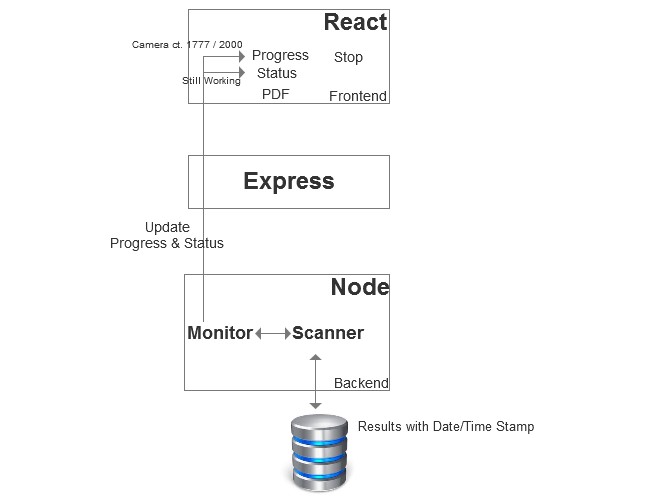 React
Camera ct. 1777 / 2000
Progress
Stop
Still Working
Status
PDF
Frontend
Express
Update
Progress & Status
Node
Monitor
Scanner
Backend
Results with Date/Time Stamp